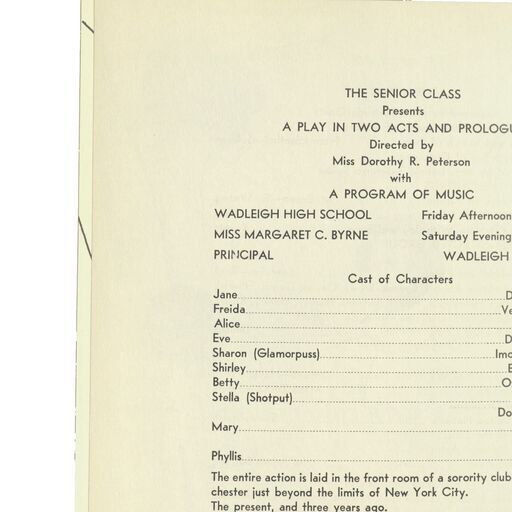 THE SENIOR CLASS
Presents
A PLAY IN TWO ACTS AND PROLOGU
Directed by
Miss Dorothy R. Peterson
with
A PROGRAM OF MUSIC
WADLEIGH HIGH SCHOOL Friday Afternoon
MISS MARGARET C. BYRNE Saturday Evening
PRINCIPAL WADLEIGH
Cast of Characters
Jane D
Freida Ve
Alice
Eve D
Sharon (Glamorpuss) Imo
Shirley E
Betty O
Stella (Shotput)
Do
Mary
Phyllis
The entire action is laid in the front room of a sorority club
chester just beyond the limits of New York City.
The present, and three years ago.